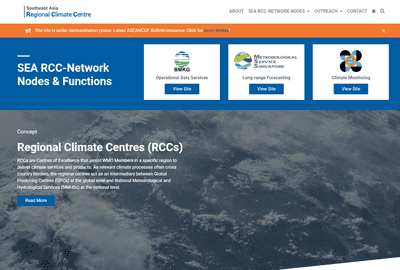 Southeast Asia
Regional Climate Centre
ABOUT SEA RCC-NETWORK NODES OUTREACH
Our site is under demonstration phase. Latest ASEANCOF Bulletin issuance. Click for
SEA RCC-Network
Nodes & Functions
BMKG
Operational Data Services
View Site
METEOROLOGICAL
SERVICE
SINGAPORE
Long-range Forecasting
View Site
Climate Monitoring
View Site
Concept
Regional Climate Centres (RCCs)
RCCs are Centres of Excellence that assist WMO Members in a specific region to
deliver climate services and products. As relevant climate processes often cross
country borders, the regional centres act as an intermediary between Global
Producing Centres (GPCs) at the global level and National Meteorological and
Hydrological Services (NMHSs) at the national level.
Read More